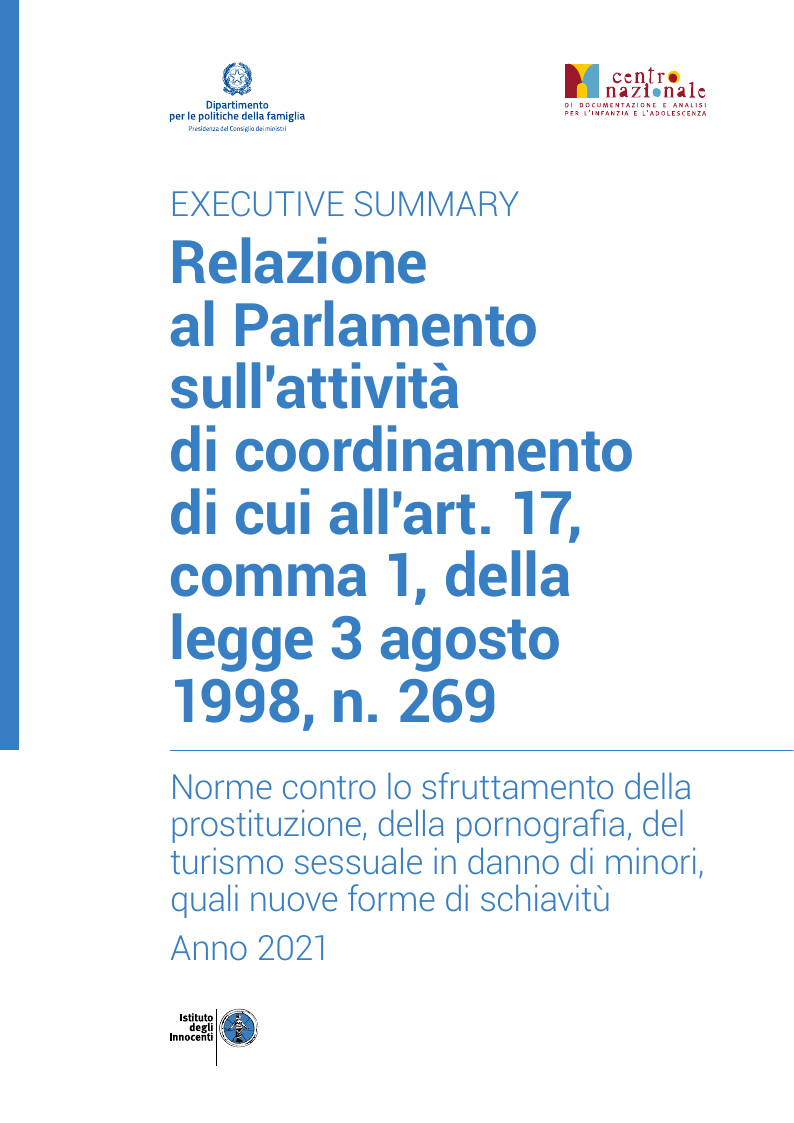 Dipartimento
per le politiche della famiglia
Presidenza del Consiglio dei ministri
centro
nazionale
DI DOCUMENTAZIONE E ANALISI
PER L'INFANZIA E L'ADOLESCENZA
EXECUTIVE SUMMARY
Relazione
al Parlamento
sull'attività
di coordinamento
di cui all'art. 17,
comma 1, della
legge 3 agosto
1998, n. 269
Norme contro lo sfruttamento della
prostituzione, della pornografia, del
turismo sessuale in danno di minori,
quali nuove forme di schiavitù
Anno 2021
Istituto
degli
Innocenti